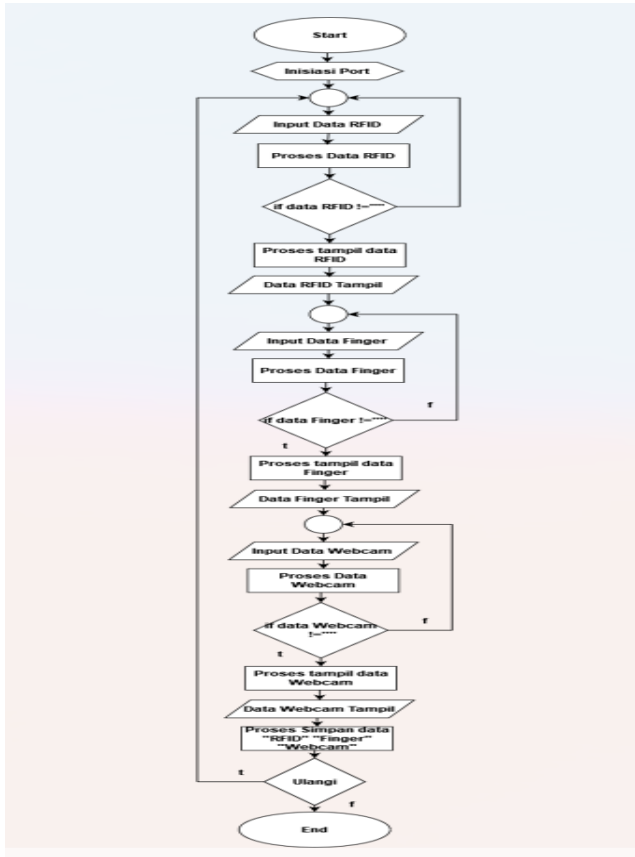 Start
Inisiasi Port
Input Data RFID
Proses Data RFID
if data RFID !=""
Proses tampil data
RFID
Data RFID Tampil
Input Data Finger
Proses Data Finger
f
if data Finger !=""
t
Proses tampil data
Finger
Data Finger Tampil
Input Data Webcam
Proses Data
Webcam
if data Webcam
!=""
f
t
Proses tampil data
Webcam
Data Webcam Tampil
Proses Simpan data
"RFID" "Finger"
"Webcam"
t
Ulangi
f
End